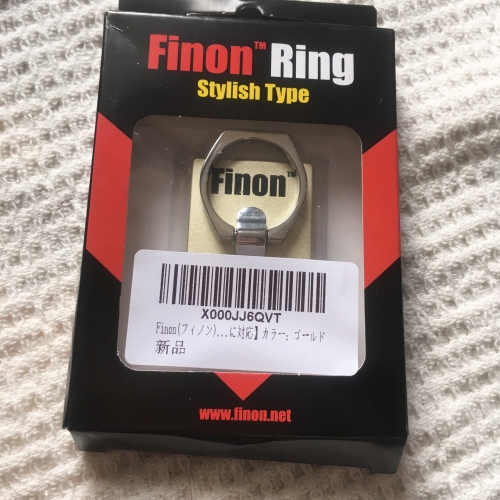 Finon™ Ring
Stylish Type
Finon™
X000JJ6QVT
Finon(フィノン)...に対応】カラー: ゴールド
新品
www.finon.net